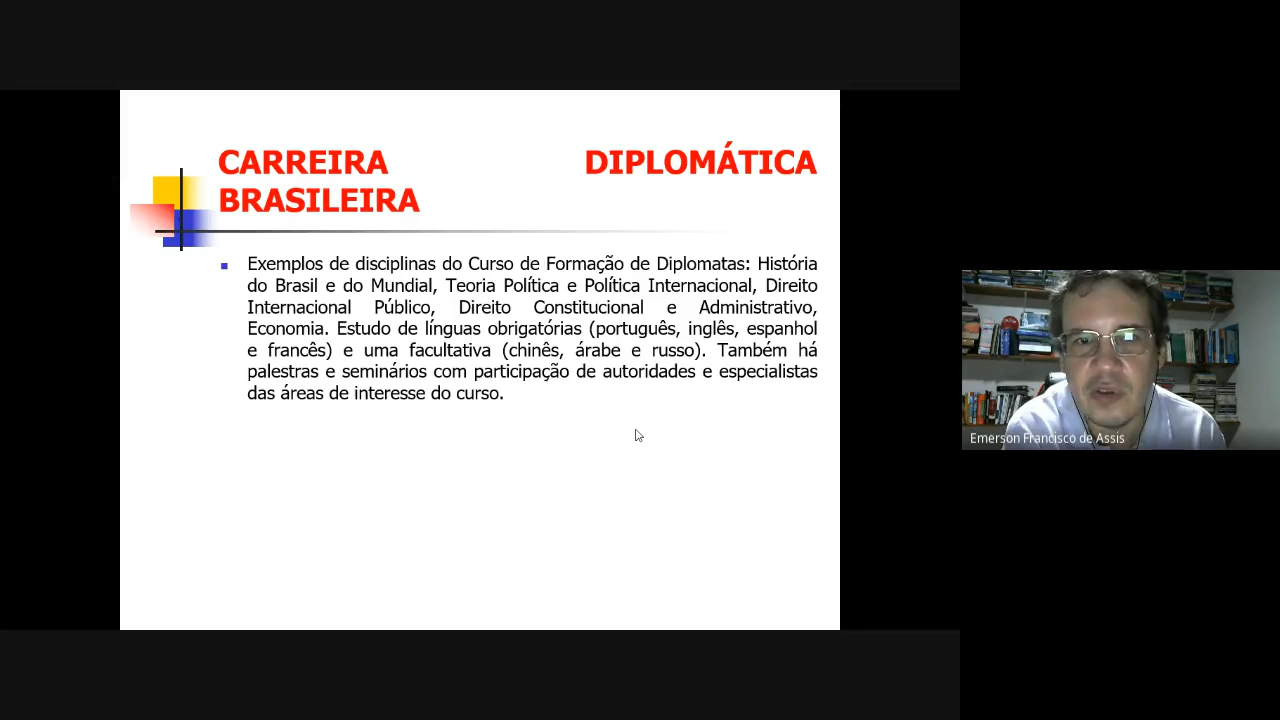 CARREIRA DIPLOMÁTICA
BRASILEIRA
Exemplos de disciplinas do Curso de Formação de Diplomatas: História
do Brasil e do Mundial, Teoria Política e Política Internacional, Direito
Internacional Público, Direito Constitucional e Administrativo,
Economia. Estudo de línguas obrigatórias (português, inglês, espanhol
e francês) e uma facultativa (chinês, árabe e russo). Também há
palestras e seminários com participação de autoridades e especialistas
das áreas de interesse do curso.
Emerson Francisco de Assis